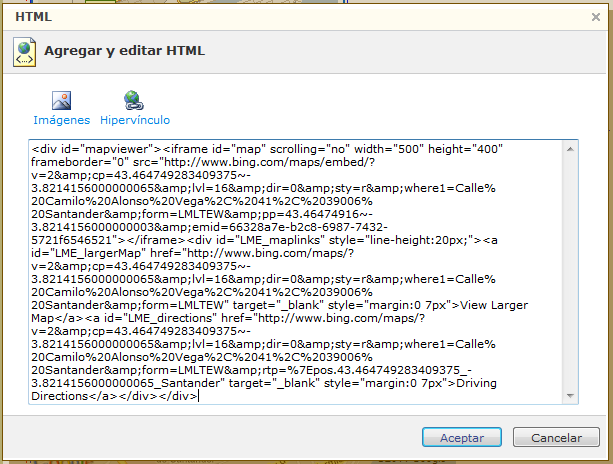 HTML
Agregar y editar HTML
Imágenes Hipervínculo
<div id="mapviewer"><iframe id="map" scrolling="no" width="500" height="400"
frameborder="0" src="http://www.bing.com/maps/embed/?
v=2&amp;cp=43.464749283409375~-
3.8214156000000065&amp;lvl=16&amp;dir=0&amp;sty=r&amp;where1=Calle%
20Camilo%20Alonso%20Vega%2C%2041%2C%2039006%
20Santander&amp;form=LMLTEW&amp;pp=43.46474916~-
3.8214156000000003&amp;emid=66328a7e-b2c8-6987-7432-
5721f6546521"></iframe><div id="LME_maplinks" style="line-height:20px;"><a
id="LME_largerMap" href="http://www.bing.com/maps/?
v=2&amp;cp=43.464749283409375~-
3.8214156000000065&amp;lvl=16&amp;dir=0&amp;sty=r&amp;where1=Calle%
20Camilo%20Alonso%20Vega%2C%2041%2C%2039006%
20Santander&amp;form=LMLTEW" target="_blank" style="margin:0 7px">View Larger
Map</a><a id="LME_directions" href="http://www.bing.com/maps/?
v=2&amp;cp=43.464749283409375~-
3.8214156000000065&amp;lvl=16&amp;dir=0&amp;sty=r&amp;where1=Calle%
20Camilo%20Alonso%20Vega%2C%2041%2C%2039006%
20Santander&amp;form=LMLTEW&amp;rtp=%7Epos.43.464749283409375_-
3.8214156000000065_Santander" target="_blank" style="margin:0 7px">Driving
Directions</a></div></div>
Aceptar Cancelar